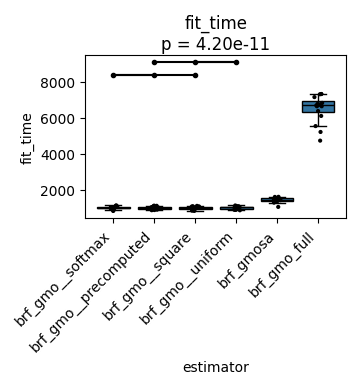 fit_time
p = 4.20e-11
fit_time
8000
6000
4000
2000
brf_gmo__softmax
brf_gmo__precomputed
brf_gmo__square
brf_gmo__uniform
brf_gmosa
brf_gmo_full
estimator